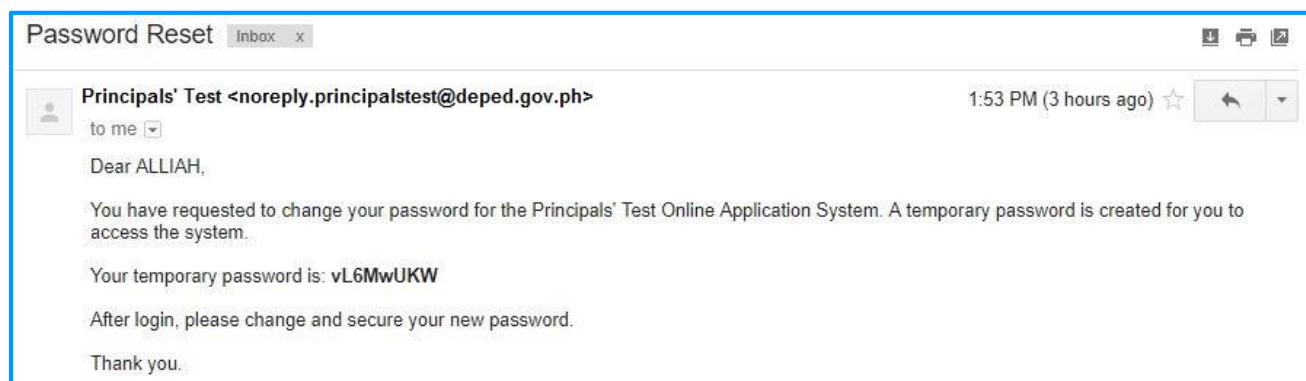 Password Reset Inbox x
Principals' Test <noreply.principalstest@deped.gov.ph> 1:53 PM (3 hours ago)
to me
Dear ALLIAH,
You have requested to change your password for the Principals' Test Online Application System. A temporary password is created for you to
access the system.
Your temporary password is: vL6MwUKW
After login, please change and secure your new password.
Thank you.